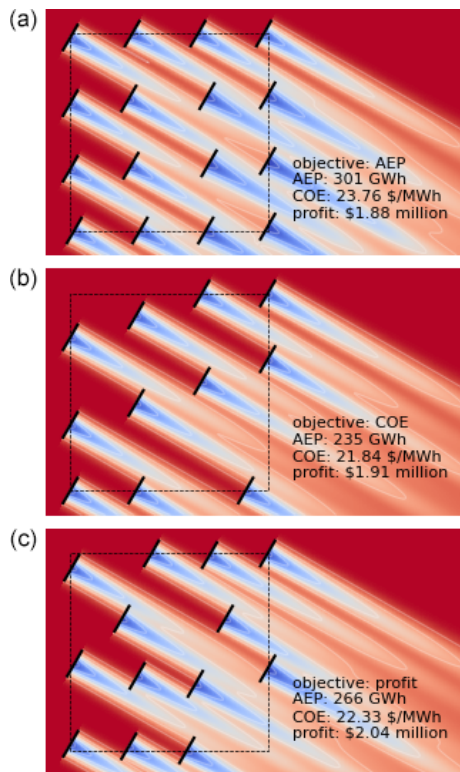 (a)
objective: AEP
AEP: 301 GWh
COE: 23.76 $/MWh
profit: $1.88 million
(b)
objective: COE
AEP: 235 GWh
COE: 21.84 $/MWh
profit: $1.91 million
(c)
objective: profit
AEP: 266 GWh
COE: 22.33 $/MWh
profit: $2.04 million